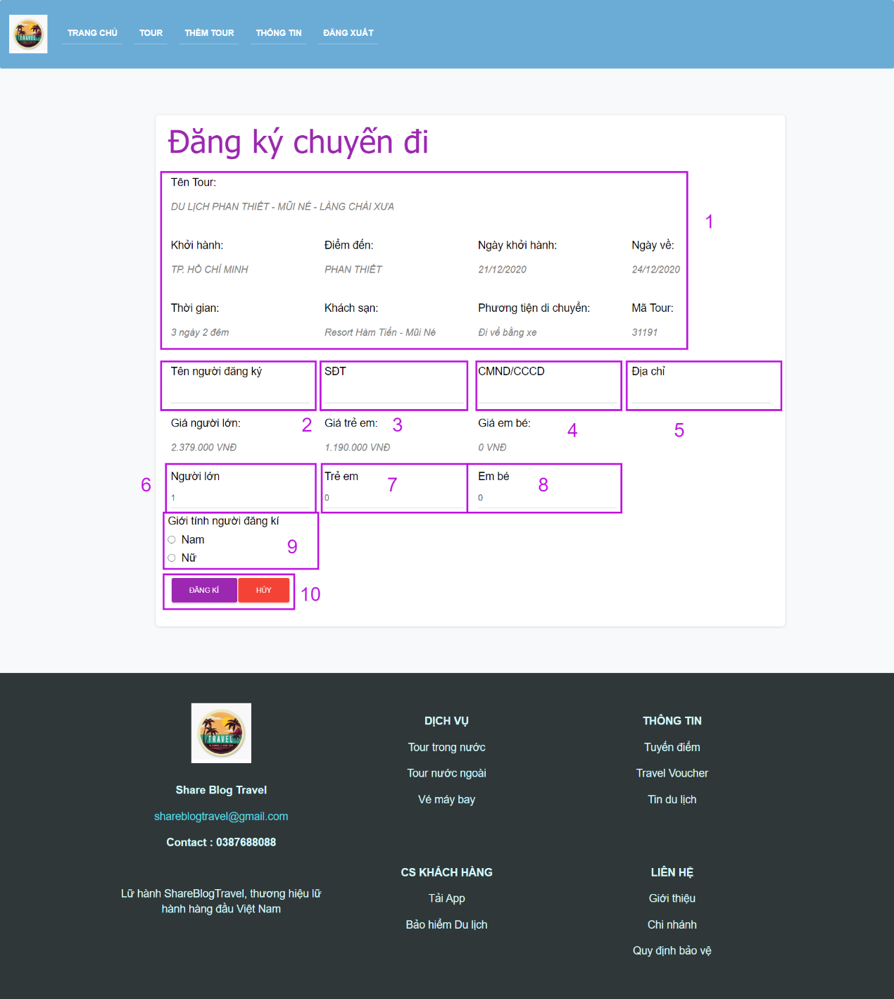 TRAVEL
TRANG CHỦ TOUR THÊM TOUR THÔNG TIN ĐĂNG XUẤT
Đăng ký chuyến đi
Tên Tour:
DU LỊCH PHAN THIẾT - MŨI NÉ - LÀNG CHÀI XƯA
1
Khởi hành: Điểm đến: Ngày khởi hành: Ngày về:
TP. HỒ CHÍ MINH PHAN THIẾT 21/12/2020 24/12/2020
Thời gian: Khách sạn: Phương tiện di chuyển: Mã Tour:
3 ngày 2 đêm Resort Hàm Tiến - Mũi Né Đi về bằng xe 31191
Tên người đăng ký SĐT CMND/CCCD Địa chỉ
Giá người lớn: 2 Giá trẻ em: 3 Giá em bé: 4 5
2.379.000 VNĐ 1.190.000 VNĐ 0 VNĐ
6 Người lớn Trẻ em 7 Em bé 8
1 0 0
Giới tính người đăng kí
Nam 9
Nữ
ĐĂNG KÍ HỦY 10
TRAVEL
Share Blog Travel
shareblogtravel@gmail.com
Contact : 0387688088
Lữ hành ShareBlogTravel, thương hiệu lữ
hành hàng đầu Việt Nam
DỊCH VỤ
Tour trong nước
Tour nước ngoài
Vé máy bay
THÔNG TIN
Tuyến điểm
Travel Voucher
Tin du lịch
CS KHÁCH HÀNG
Tải App
Bảo hiểm Du lịch
LIÊN HỆ
Giới thiệu
Chi nhánh
Quy định bảo vệ